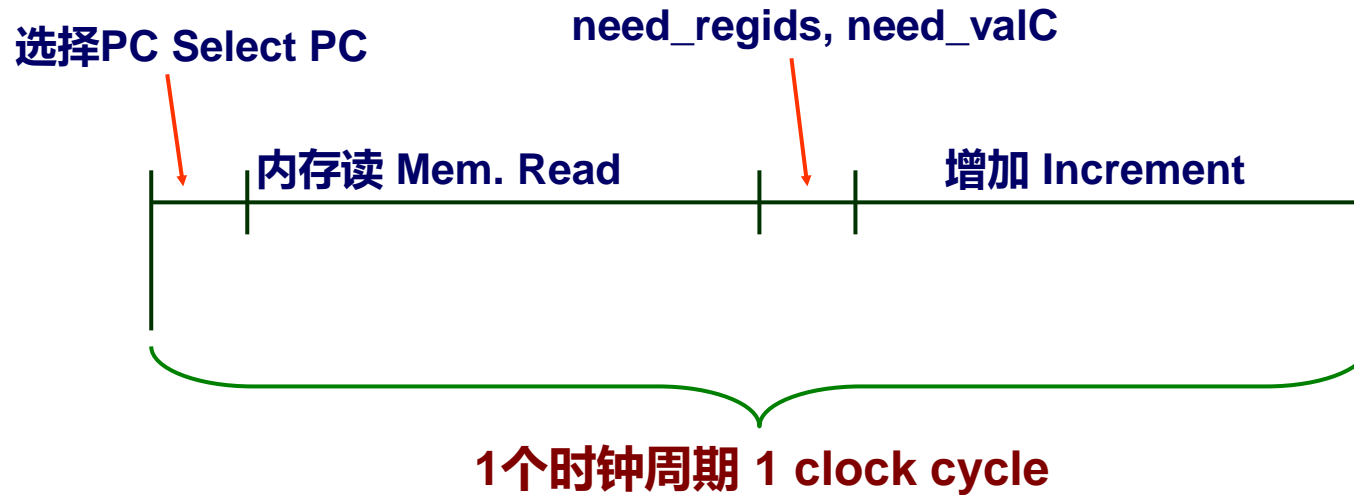 选择PC Select PC
need_regids, need_valC
内存读 Mem. Read
增加 Increment
1个时钟周期 1 clock cycle